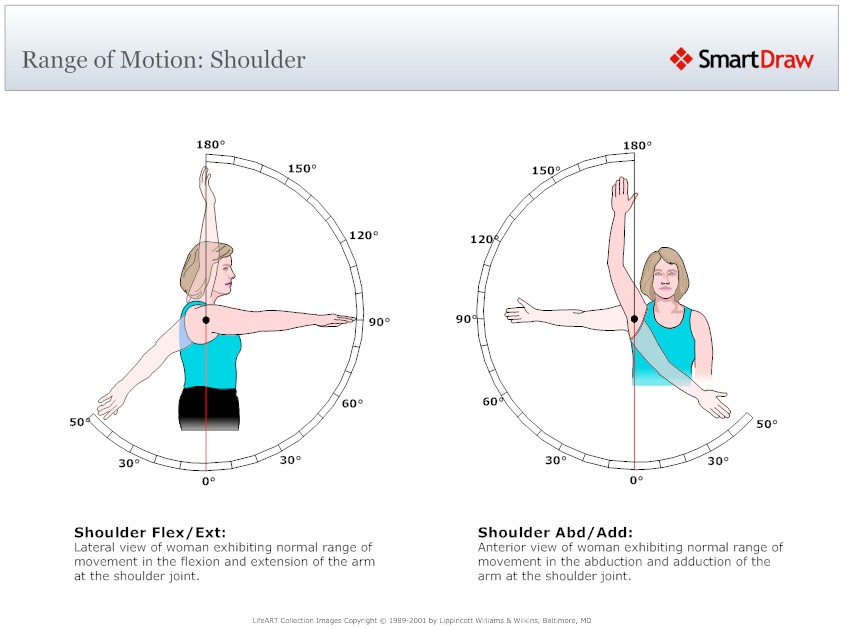 Range of Motion: Shoulder
SmartDraw
180°
150°
120°
90°
60°
30°
0°
30°
50°
180°
150°
120°
90°
60°
30°
0°
30°
50°
Shoulder Flex/Ext:
Lateral view of woman exhibiting normal range of
movement in the flexion and extension of the arm
at the shoulder joint.
Shoulder Abd/Add:
Anterior view of woman exhibiting normal range of
movement in the abduction and adduction of the
arm at the shoulder joint.
LifeART Collection Images Copyright © 1989-2001 by Lippincott Williams & Wilkins, Baltimore, MD